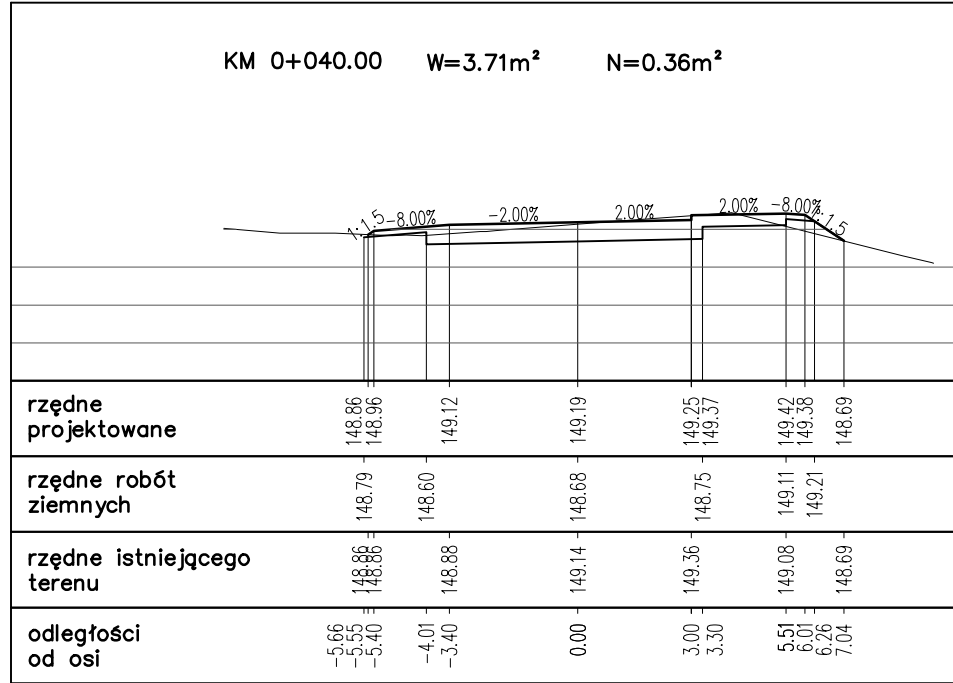 KM 0+040.00 W=3.71m² N=0.36m²
1:1.5 -8.00% -2.00% 2.00% 2.00% -8.00% 1:1.5
rzędne
projektowane
148.86 148.96 149.12 149.19 149.25 149.37 149.42 149.38 148.69
rzędne robót
ziemnych
148.79 148.60 148.68 148.75 149.11 149.21
rzędne istniejącego
terenu
148.86 148.86 148.88 149.14 149.36 149.08 148.69
odległości
od osi
-5.66 -5.55 -5.40 -4.01 -3.40 0.00 3.00 3.30 5.51 6.01 6.26 7.04